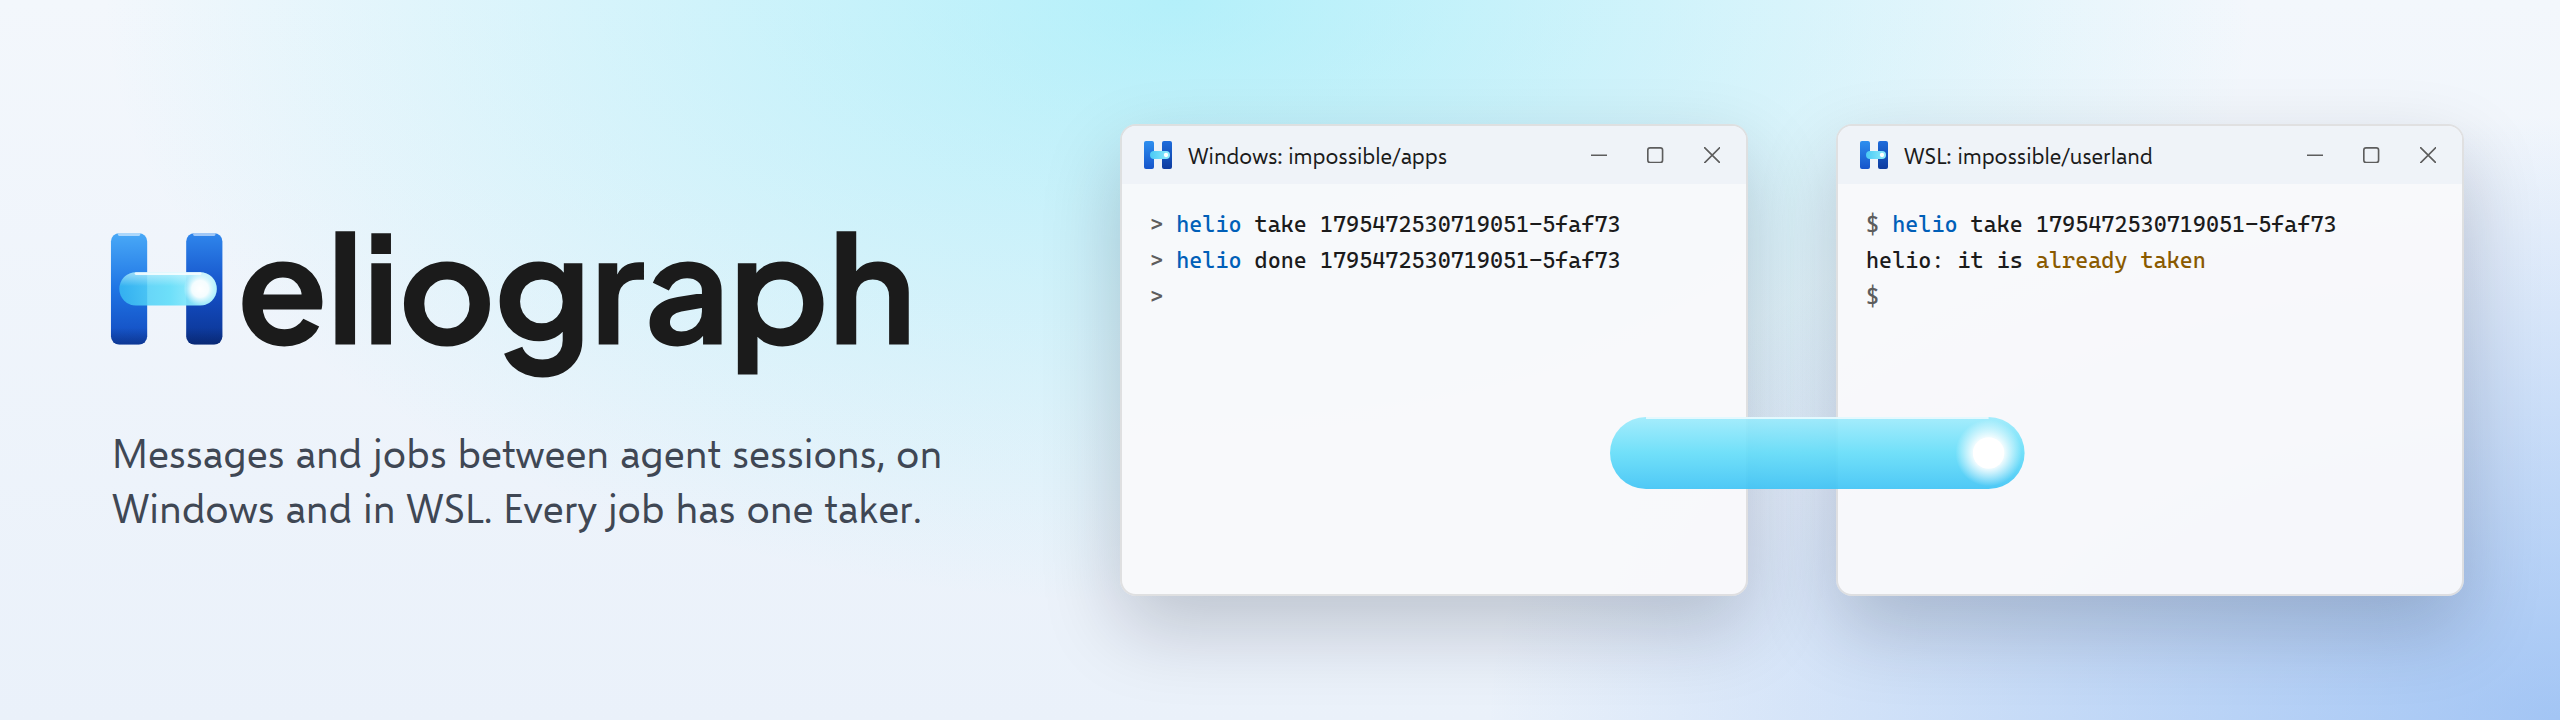 Heliograph
Messages and jobs between agent sessions, on
Windows and in WSL. Every job has one taker.
Windows: impossible/apps
> helio take 1795472530719051-5faf73
> helio done 1795472530719051-5faf73
>
WSL: impossible/userland
$ helio take 1795472530719051-5faf73
helio: it is already taken
$